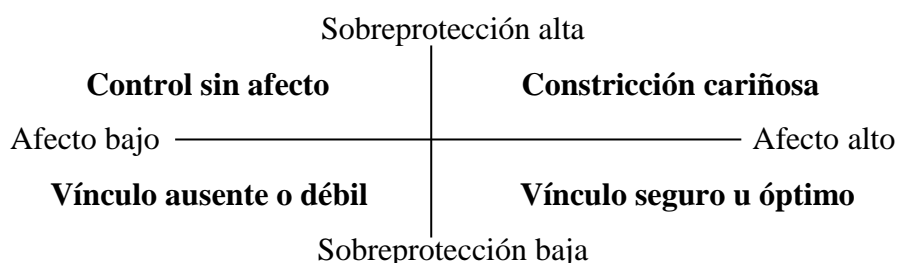 Sobreprotección alta
Control sin afecto Constricción cariñosa
Afecto bajo Afecto alto
Vínculo ausente o débil Vínculo seguro u óptimo
Sobreprotección baja